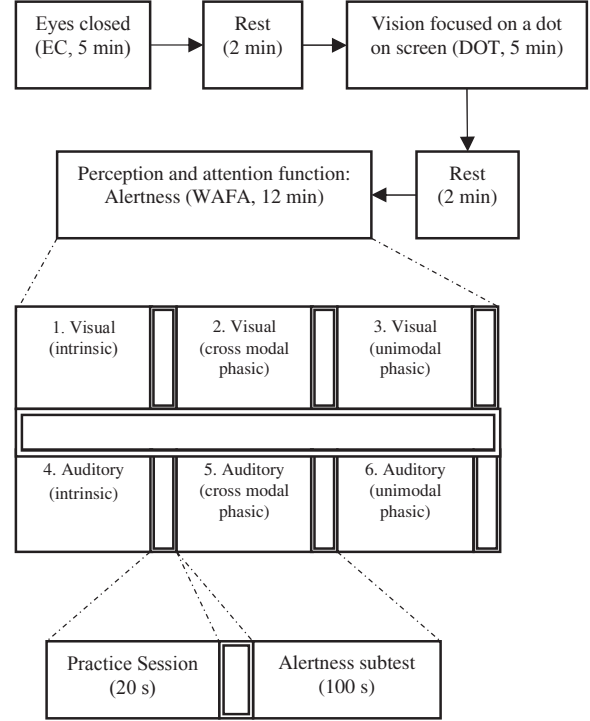 Eyes closed
(EC, 5 min)
Rest
(2 min)
Vision focused on a dot
on screen (DOT, 5 min)
Perception and attention function:
Alertness (WAFA, 12 min)
Rest
(2 min)
1. Visual
(intrinsic)
2. Visual
(cross modal
phasic)
3. Visual
(unimodal
phasic)
4. Auditory
(intrinsic)
5. Auditory
(cross modal
phasic)
6. Auditory
(unimodal
phasic)
Practice Session
(20 s)
Alertness subtest
(100 s)